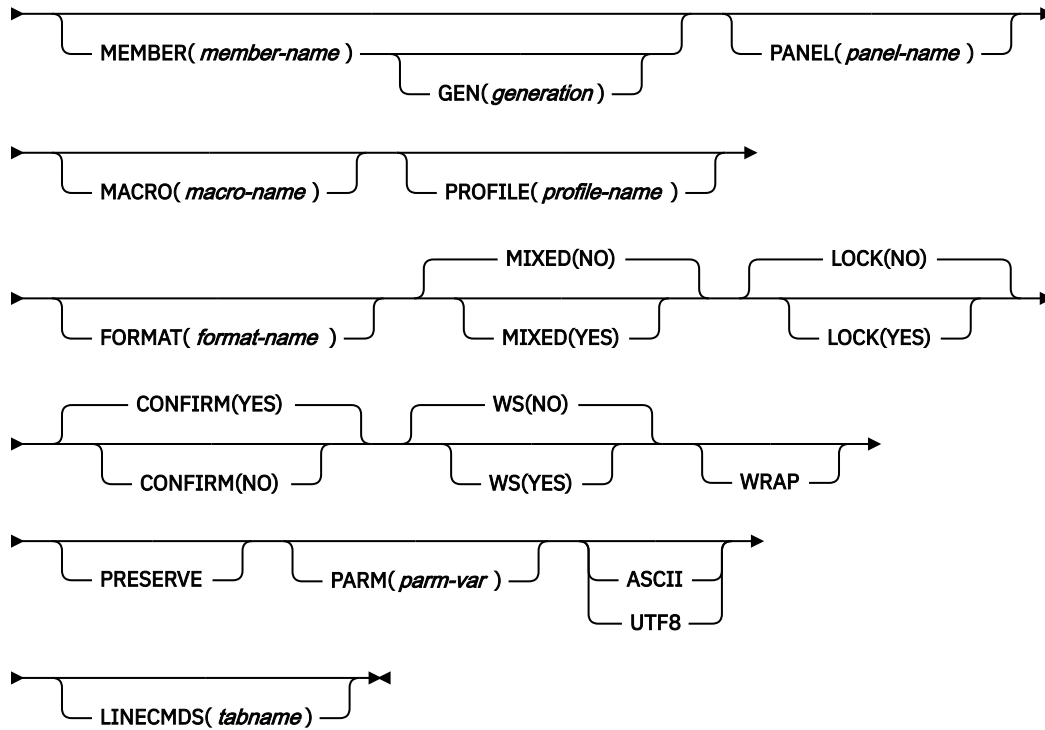 MEMBER( member-name )
PANEL( panel-name )
GEN( generation )
MACRO( macro-name )
PROFILE( profile-name )
MIXED(NO)
LOCK(NO)
FORMAT( format-name )
MIXED(YES)
LOCK(YES)
CONFIRM(YES)
WS(NO)
CONFIRM(NO)
WS(YES)
WRAP
PRESERVE
PARM( parm-var )
ASCII
UTF8
LINECMDS( tabname )